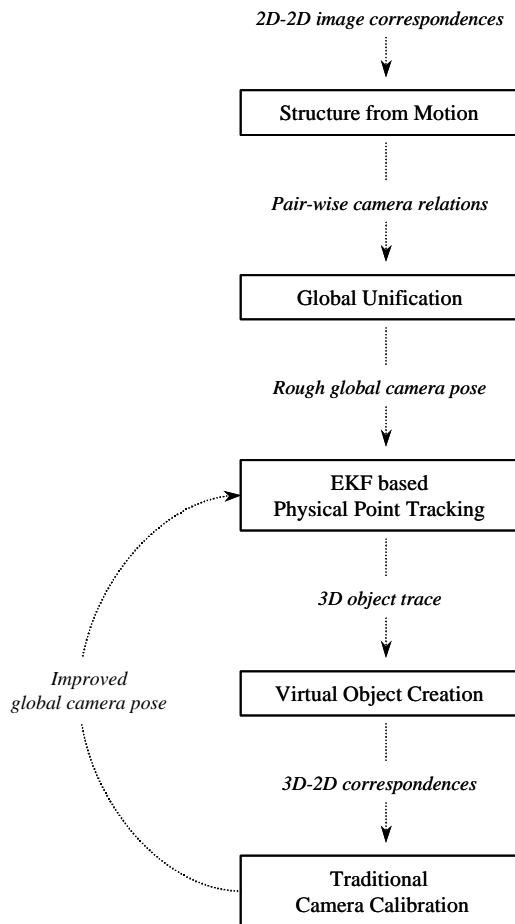 2D-2D image correspondences
Structure from Motion
Pair-wise camera relations
Global Unification
Rough global camera pose
EKF based
Physical Point Tracking
3D object trace
Improved
global camera pose
Virtual Object Creation
3D-2D correspondences
Traditional
Camera Calibration